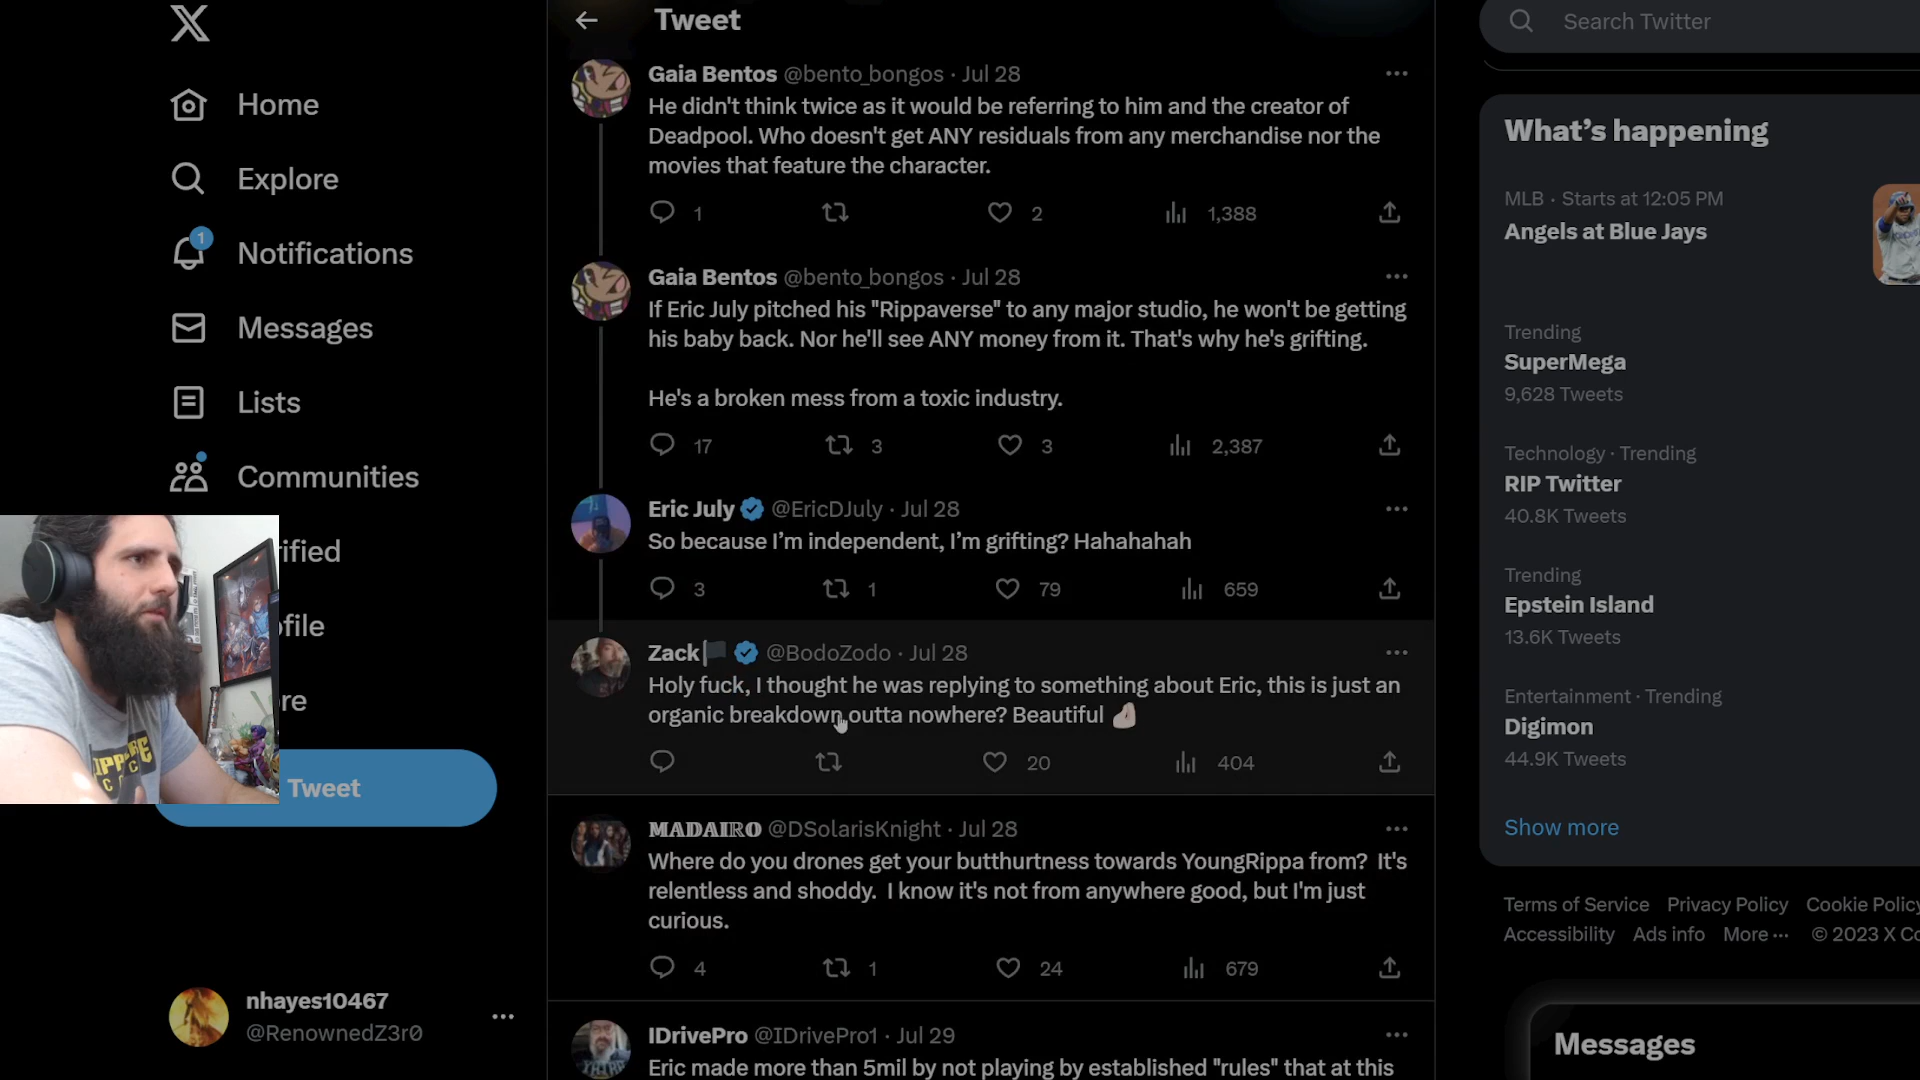 Tweet
Search Twitter
Home
Explore
1
Notifications
Messages
Lists
Communities
ified
ofile
re
Tweet
nhayes10467
@RenownedZ3r0
Gaia Bentos @bento_bongos · Jul 28
He didn't think twice as it would be referring to him and the creator of
Deadpool. Who doesn't get ANY residuals from any merchandise nor the
movies that feature the character.
1 2 1,388
Gaia Bentos @bento_bongos · Jul 28
If Eric July pitched his "Rippaverse" to any major studio, he won't be getting
his baby back. Nor he'll see ANY money from it. That's why he's grifting.
He's a broken mess from a toxic industry.
17 3 3 2,387
Eric July @EricDJuly · Jul 28
So because I’m independent, I’m grifting? Hahahahah
3 1 79 659
Zack @BodoZodo · Jul 28
Holy fuck, I thought he was replying to something about Eric, this is just an
organic breakdown outta nowhere? Beautiful
20 404
MADAIRO @DSolarisKnight · Jul 28
Where do you drones get your butthurtness towards YoungRippa from? It's
relentless and shoddy. I know it's not from anywhere good, but I'm just
curious.
4 1 24 679
IDrivePro @IDrivePro1 · Jul 29
Eric made more than 5mil by not playing by established "rules" that at this
What’s happening
MLB · Starts at 12:05 PM
Angels at Blue Jays
Trending
SuperMega
9,628 Tweets
Technology · Trending
RIP Twitter
40.8K Tweets
Trending
Epstein Island
13.6K Tweets
Entertainment · Trending
Digimon
44.9K Tweets
Show more
Terms of Service Privacy Policy Cookie Policy
Accessibility Ads info More ··· © 2023 X Co
Messages